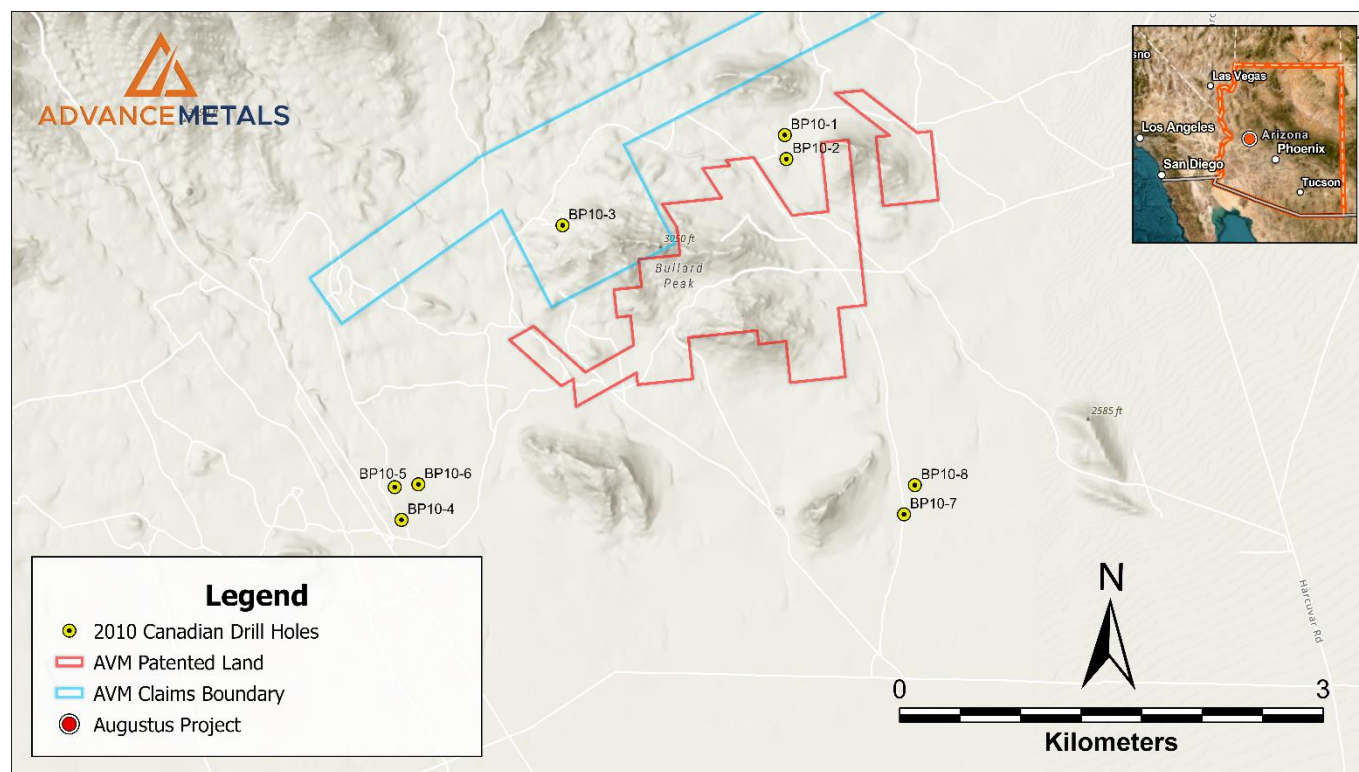 ADVANCEMETALS
BP10-1
BP10-2
BP10-3
3050 ft
Bullard
Peak
2585 ft
BP10-5
BP10-6
BP10-4
BP10-8
BP10-7
Harcuvar Rd
Las Vegas
Los Angeles
Arizona
Phoenix
San Diego
Tucson
Legend
2010 Canadian Drill Holes
AVM Patented Land
AVM Claims Boundary
Augustus Project
N
0 3
Kilometers